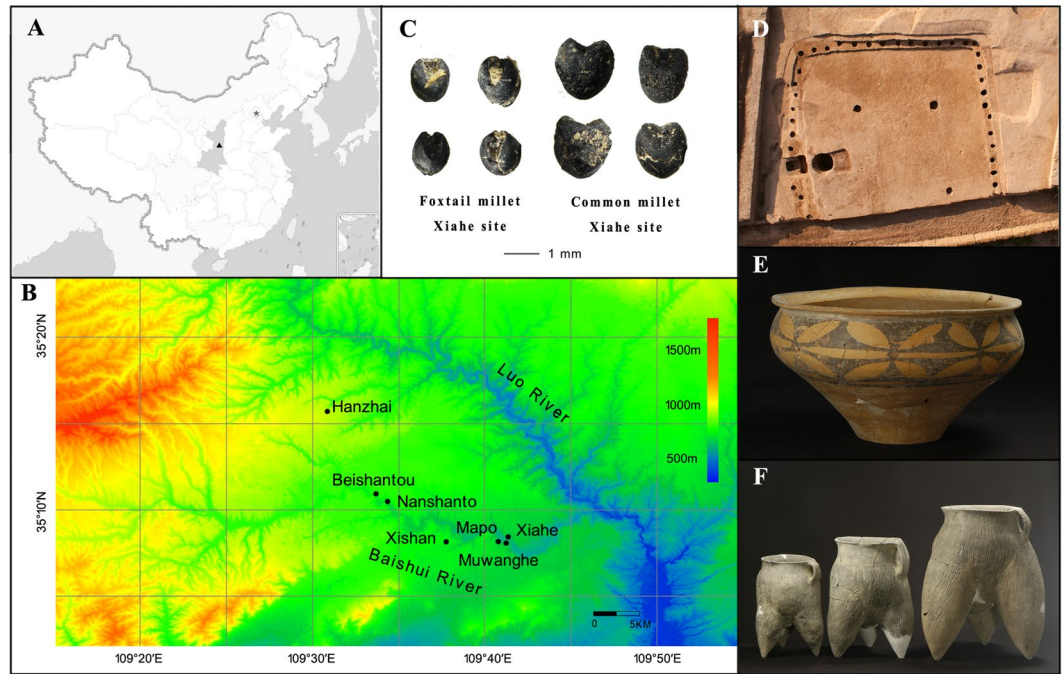 A
C
Foxtail millet
Xiahe site
Common millet
Xiahe site
1 mm
D
E
F
B
35°20'N
35°10'N
1500m
1000m
500m
Luo River
Hanzhai
Beishantou
Nanshanto
Xishan
Mapo
Xiahe
Muwanghe
Baishui River
0
5KM
109°20'E
109°30'E
109°40'E
109°50'E